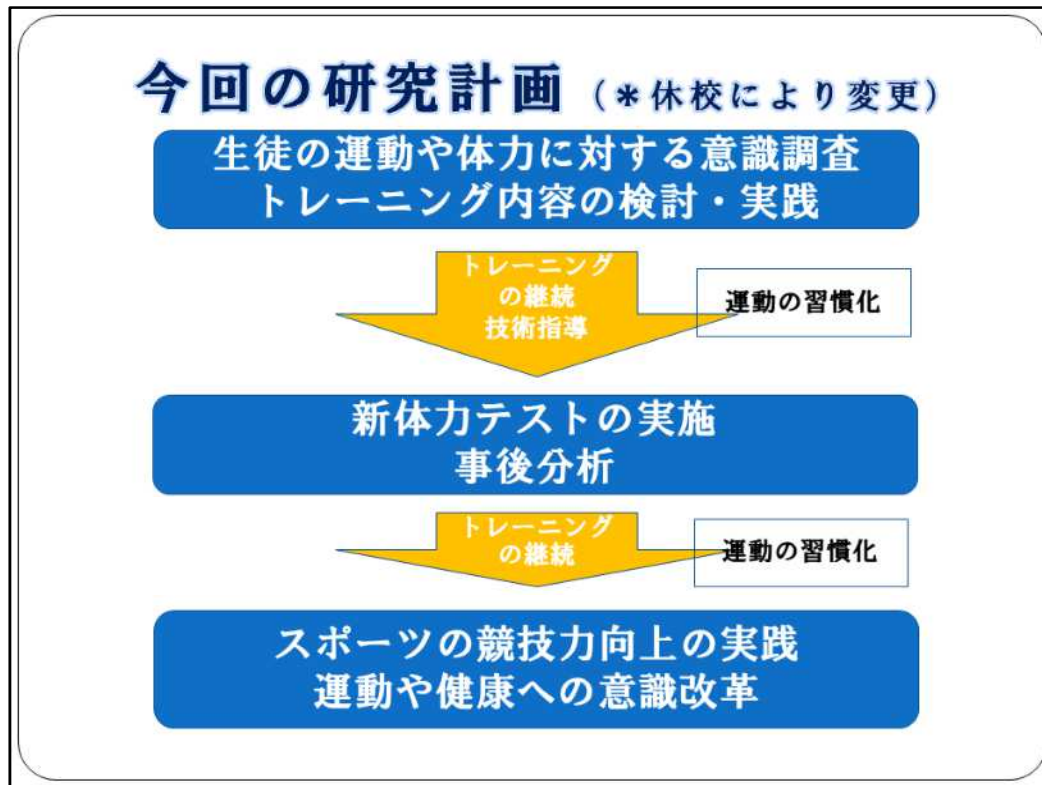 今回の研究計画（＊休校により変更）
生徒の運動や体力に対する意識調査
トレーニング内容の検討・実践
トレーニング
の継続
技術指導
運動の習慣化
新体力テストの実施
事後分析
トレーニング
の継続
運動の習慣化
スポーツの競技力向上の実践
運動や健康への意識改革